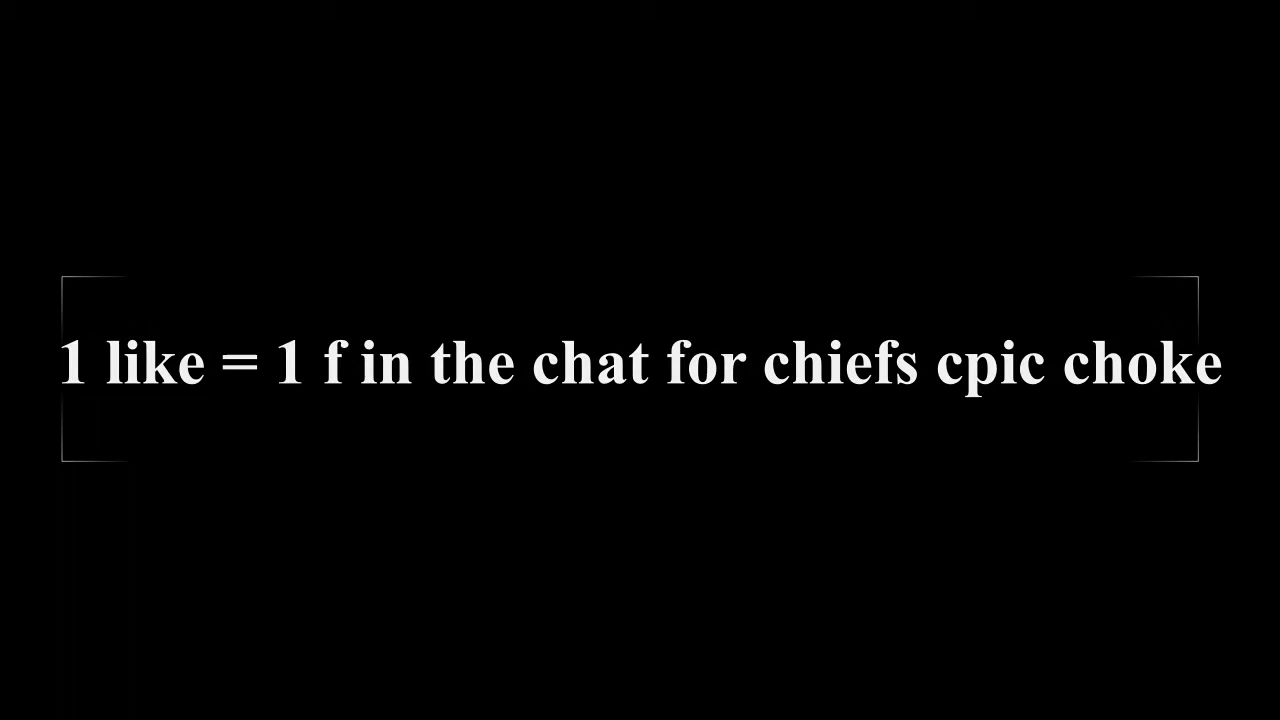 1 like = 1 f in the chat for chiefs cpic choke